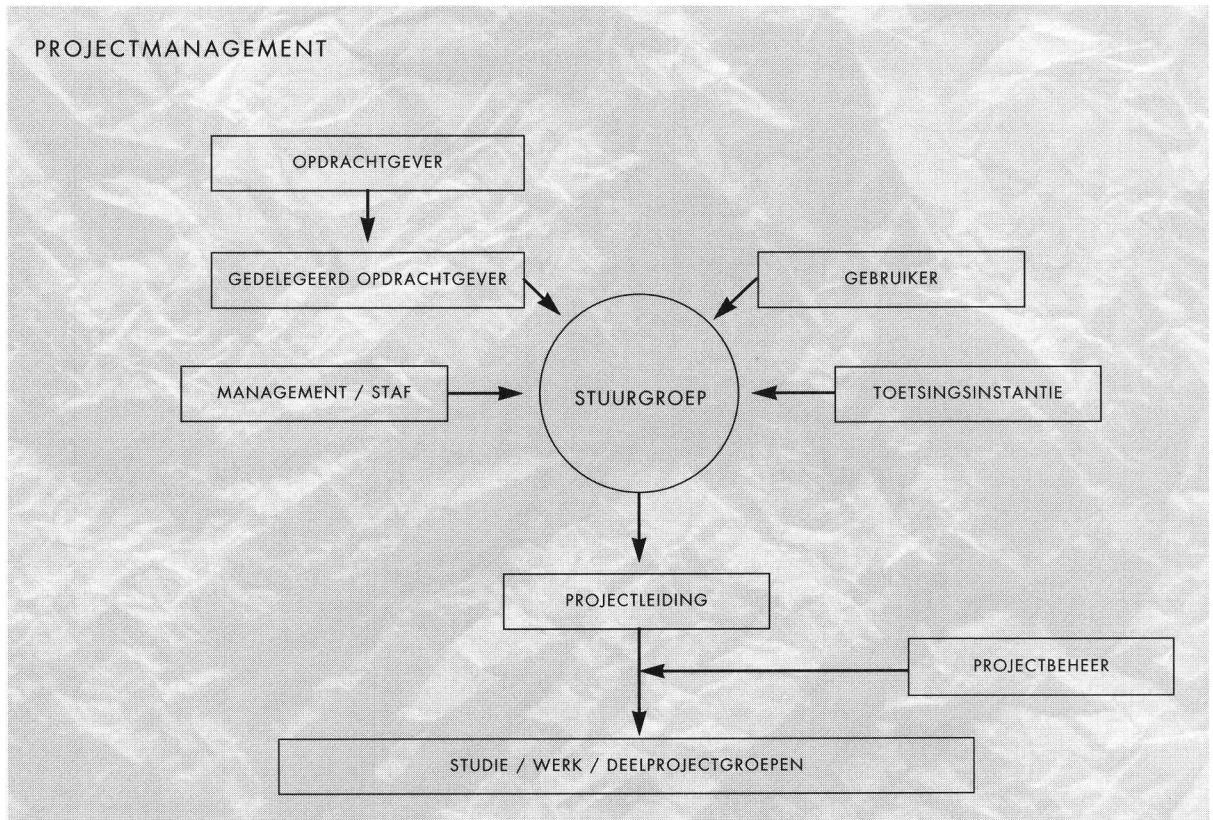 PROJECTMANAGEMENT
OPDRACHTGEVER
GEDELEGEERD OPDRACHTGEVER
GEBRUIKER
MANAGEMENT / STAF
STUURGROEP
TOETSINGSINSTANTIE
PROJECTLEIDING
PROJECTBEHEER
STUDIE / WERK / DEELPROJECTGROEPEN